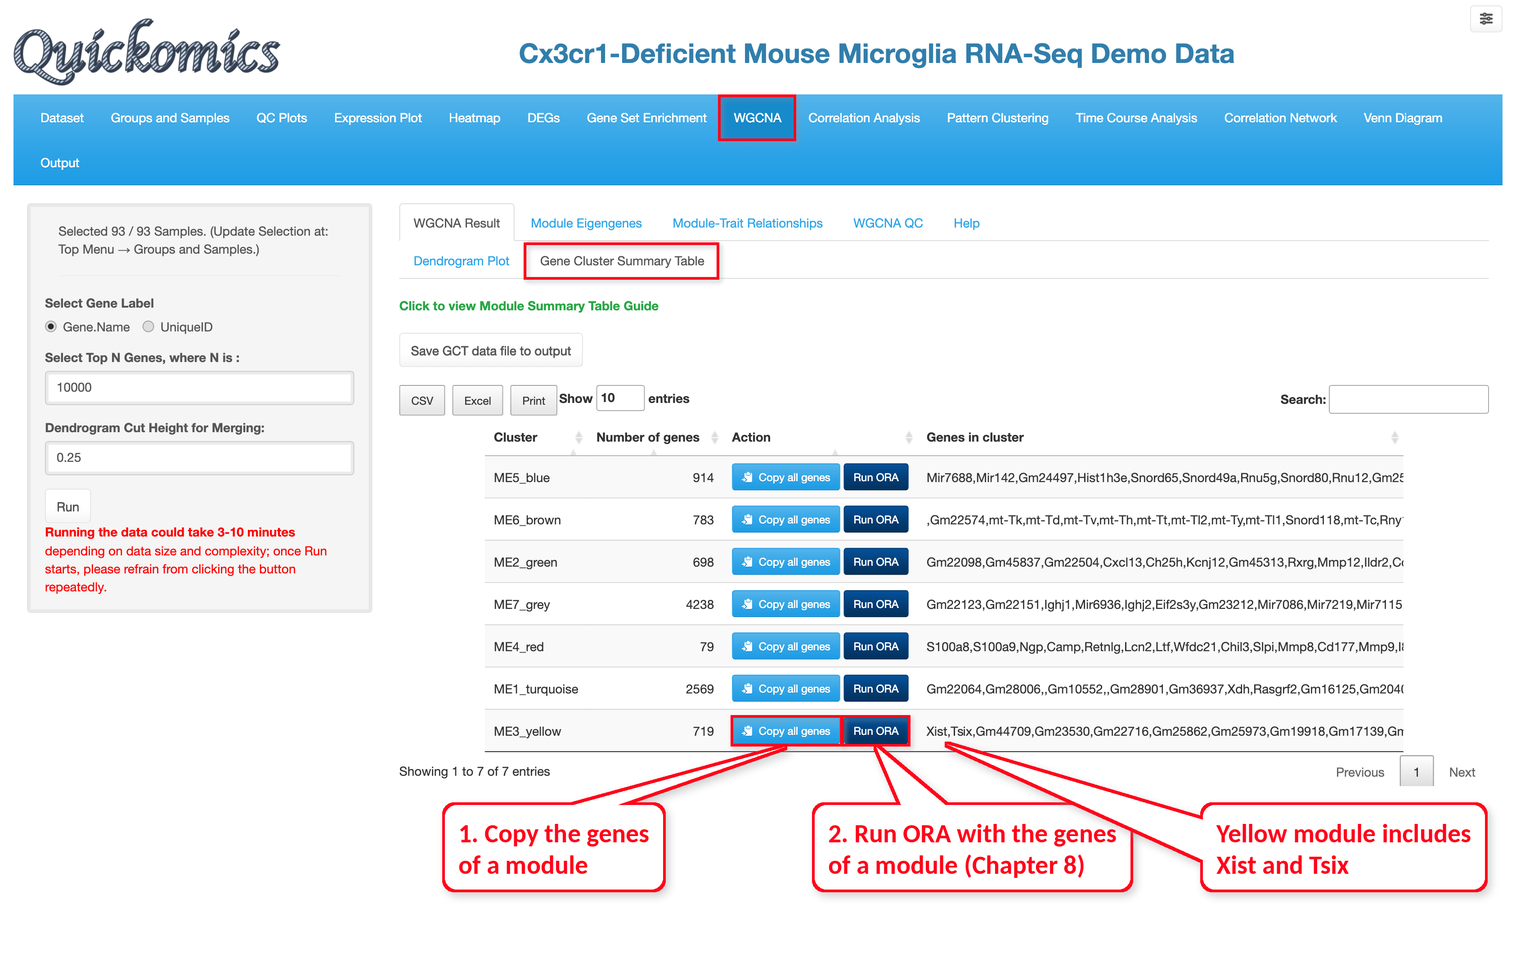 Quickomics
Cx3cr1-Deficient Mouse Microglia RNA-Seq Demo Data
Dataset Groups and Samples QC Plots Expression Plot Heatmap DEGs Gene Set Enrichment WGCNA Correlation Analysis Pattern Clustering Time Course Analysis Correlation Network Venn Diagram
Output
Selected 93 / 93 Samples. (Update Selection at:
Top Menu → Groups and Samples.)
Select Gene Label
Gene.Name UniqueID
Select Top N Genes, where N is :
10000
Dendrogram Cut Height for Merging:
0.25
Run
Running the data could take 3-10 minutes
depending on data size and complexity; once Run
starts, please refrain from clicking the button
repeatedly.
WGCNA Result Module Eigengenes Module-Trait Relationships WGCNA QC Help
Dendrogram Plot Gene Cluster Summary Table
Click to view Module Summary Table Guide
Save GCT data file to output
CSV Excel Print Show 10 entries Search:
Cluster Number of genes Action Genes in cluster
ME5_blue 914 Copy all genes Run ORA Mir7688,Mir142,Gm24497,Hist1h3e,Snord65,Snord49a,Rnu5g,Snord80,Rnu12,Gm25
ME6_brown 783 Copy all genes Run ORA ,Gm22574,mt-Tk,mt-Td,mt-Tv,mt-Th,mt-Tt,mt-Tl2,mt-Ty,mt-Tl1,Snord118,mt-Tc,Rny
ME2_green 698 Copy all genes Run ORA Gm22098,Gm45837,Gm22504,Cxcl13,Ch25h,Kcnj12,Gm45313,Rxrg,Mmp12,Ildr2,Cc
ME7_grey 4238 Copy all genes Run ORA Gm22123,Gm22151,Ighj1,Mir6936,Ighj2,Eif2s3y,Gm23212,Mir7086,Mir7219,Mir7115
ME4_red 79 Copy all genes Run ORA S100a8,S100a9,Ngp,Camp,Retnlg,Lcn2,Ltf,Wfdc21,Chil3,Slpi,Mmp8,Cd177,Mmp9,I
ME1_turquoise 2569 Copy all genes Run ORA Gm22064,Gm28006,,Gm10552,,Gm28901,Gm36937,Xdh,Rasgrf2,Gm16125,Gm204
ME3_yellow 719 Copy all genes Run ORA Xist,Tsix,Gm44709,Gm23530,Gm22716,Gm25862,Gm25973,Gm19918,Gm17139,Gm
Showing 1 to 7 of 7 entries Previous 1 Next
1. Copy the genes
of a module
2. Run ORA with the genes
of a module (Chapter 8)
Yellow module includes
Xist and Tsix